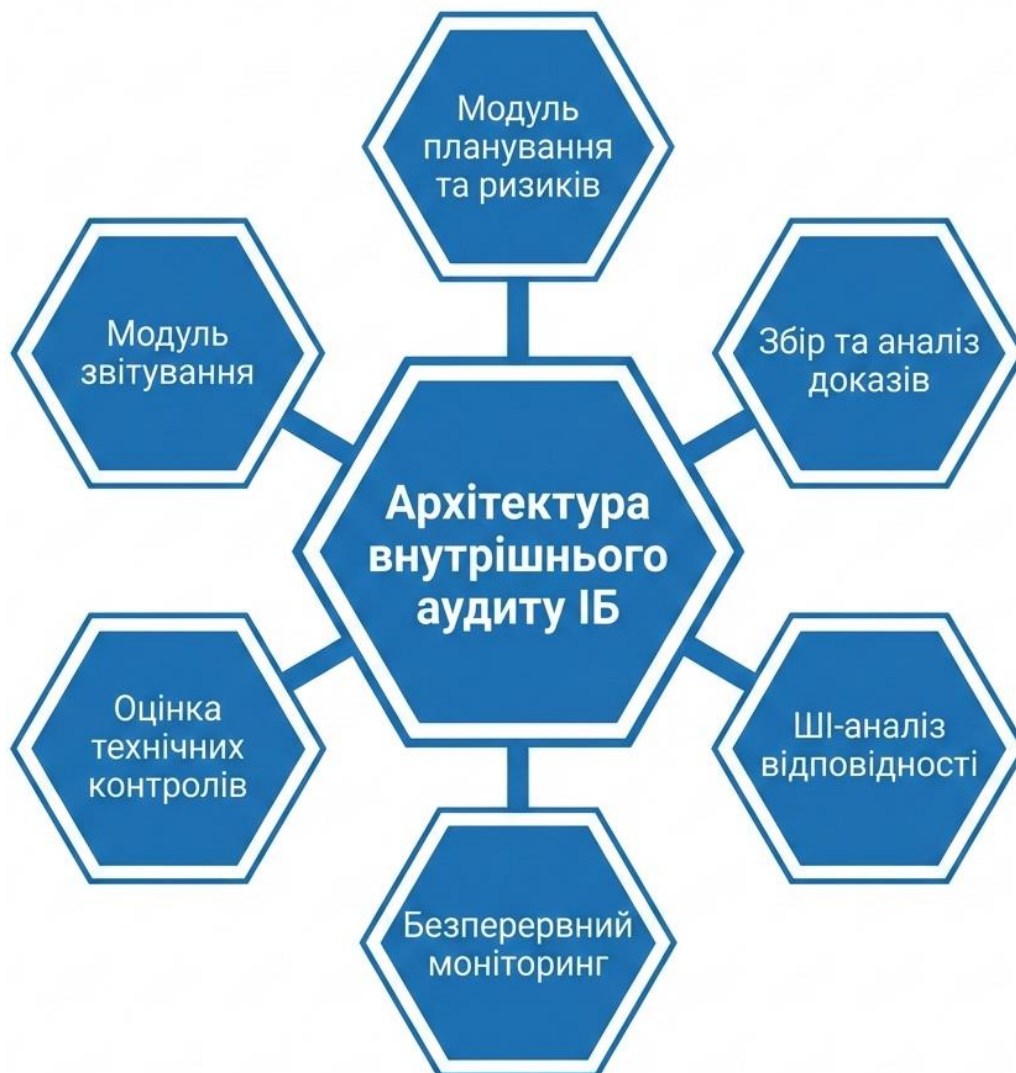 Модуль
планування
та ризиків
Модуль
звітування
Збір та аналіз
доказів
Архітектура
внутрішнього
аудиту ІБ
Оцінка
технічних
контролів
ШІ-аналіз
відповідності
Безперервний
моніторинг